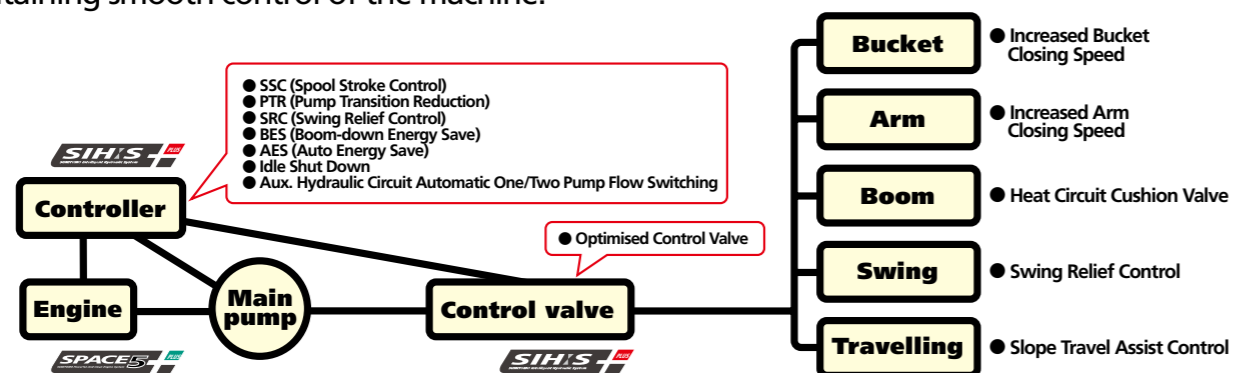 taining smooth control of the machine.
● SSC (Spool Stroke Control)
● PTR (Pump Transition Reduction)
● SRC (Swing Relief Control)
● BES (Boom-down Energy Save)
● AES (Auto Energy Save)
● Idle Shut Down
● Aux. Hydraulic Circuit Automatic One/Two Pump Flow Switching
SIH:S PLUS
Controller
Engine
Main
pump
SPACE5 PLUS
● Optimised Control Valve
Control valve
SIH:S PLUS
Bucket
● Increased Bucket
Closing Speed
Arm
● Increased Arm
Closing Speed
Boom
● Heat Circuit Cushion Valve
Swing
● Swing Relief Control
Travelling
● Slope Travel Assist Control